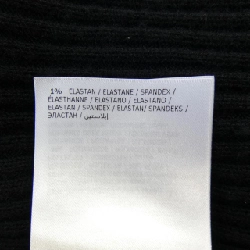 1% ELASTAN / ELASTANE / SPANDEX /
ELASTHANNE / ELASTANO / ELASTANO /
ELASTAN / SPANDEX / ELASTAN / SPANDEKS /
ЭЛАСТАН / إيلاستين